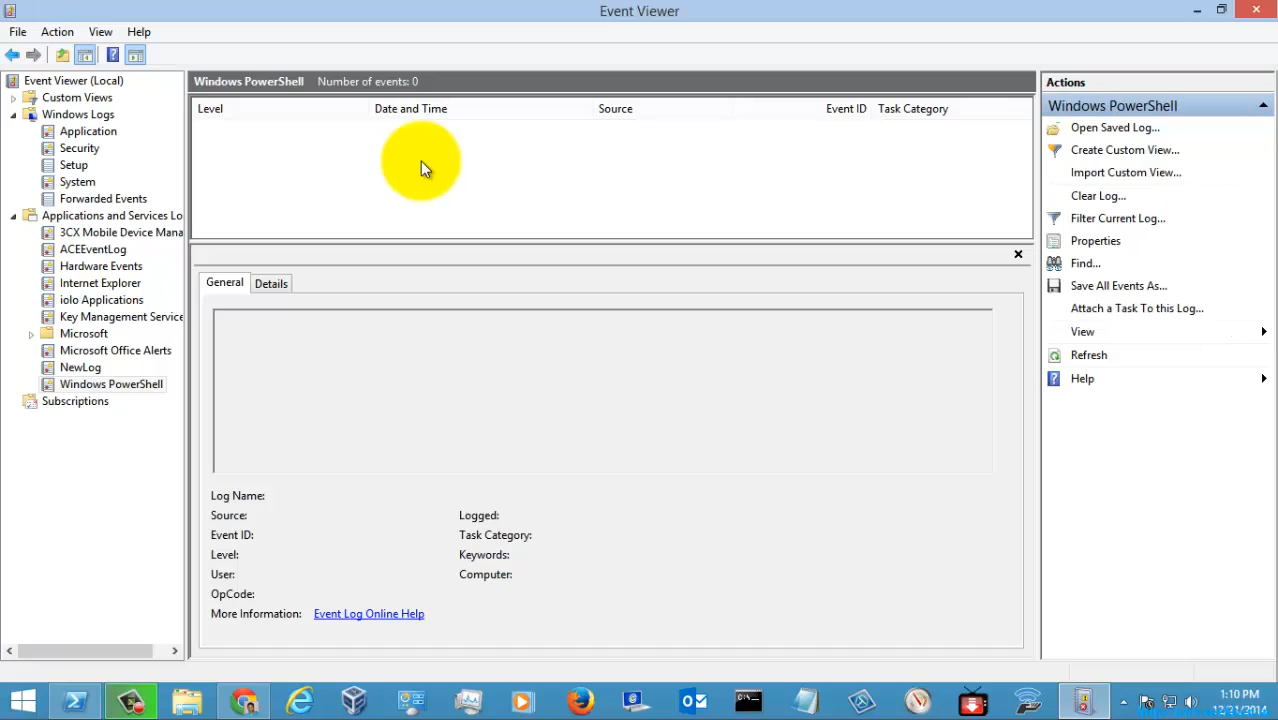 Event Viewer
File Action View Help
Event Viewer (Local)
Custom Views
Windows Logs
Application
Security
Setup
System
Forwarded Events
Applications and Services Lo
3CX Mobile Device Mana
ACEEventLog
Hardware Events
Internet Explorer
iolo Applications
Key Management Service
Microsoft
Microsoft Office Alerts
NewLog
Windows PowerShell
Subscriptions
Windows PowerShell Number of events: 0
Level Date and Time Source Event ID Task Category
General Details
Log Name:
Source: Logged:
Event ID: Task Category:
Level: Keywords:
User: Computer:
OpCode:
More Information: Event Log Online Help
Actions
Windows PowerShell
Open Saved Log...
Create Custom View...
Import Custom View...
Clear Log...
Filter Current Log...
Properties
Find...
Save All Events As...
Attach a Task To this Log...
View
Refresh
Help
1:10 PM
12/31/2014